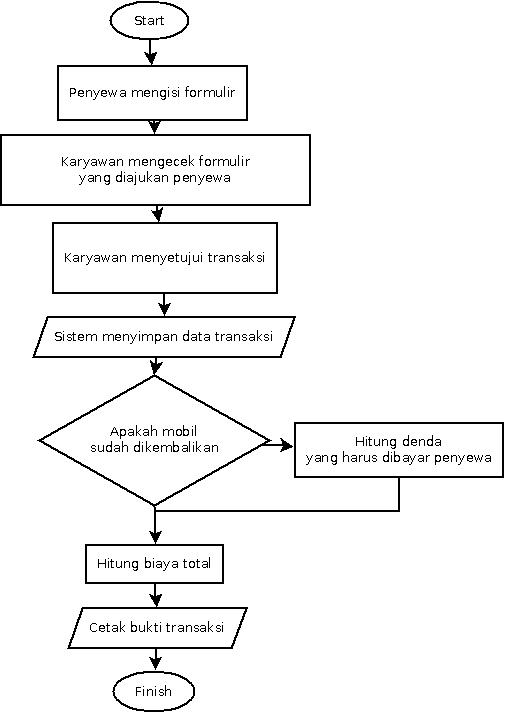 Start
Penyewa mengisi formulir
Karyawan mengecek formulir
yang diajukan penyewa
Karyawan menyetujui transaksi
Sistem menyimpan data transaksi
Apakah mobil
sudah dikembalikan
Hitung denda
yang harus dibayar penyewa
Hitung biaya total
Cetak bukti transaksi
Finish